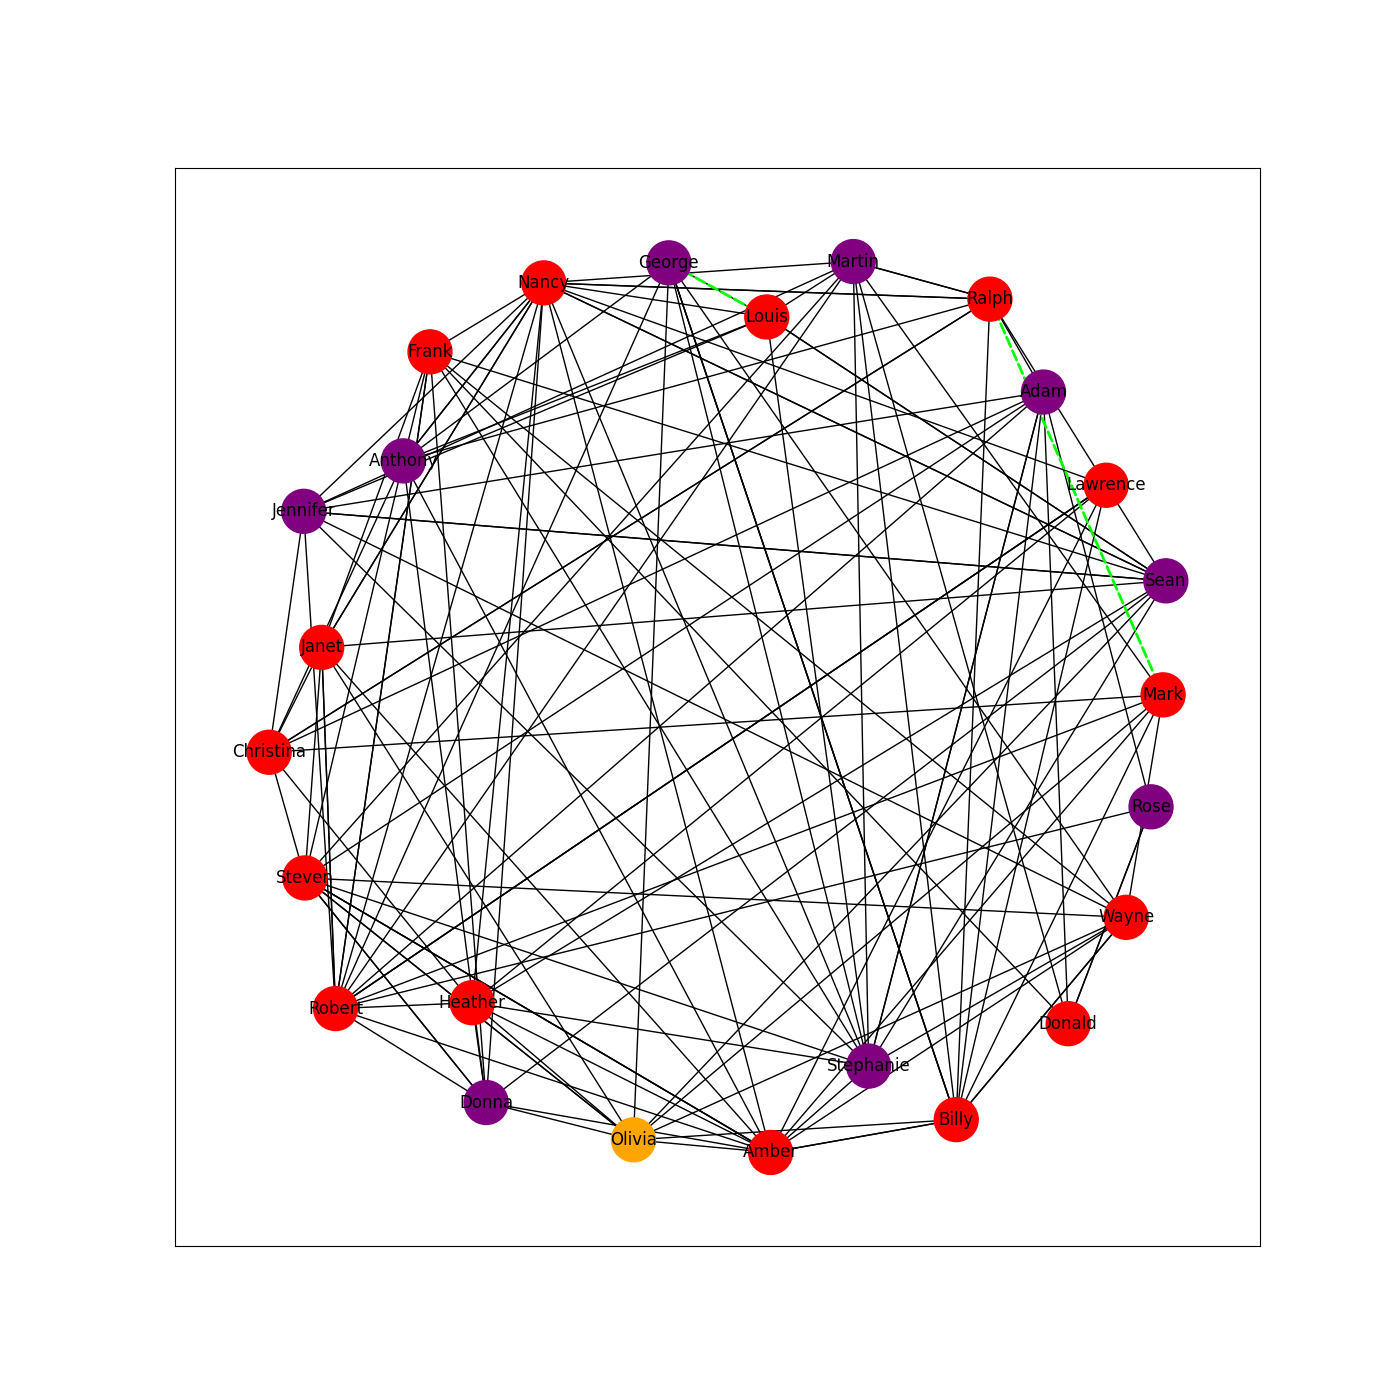 Nancy
George
Martin
Ralph
Louis
Frank
Adam
Anthony
Lawrence
Jennifer
Sean
Janet
Mark
Christina
Rose
Steven
Wayne
Robert
Heather
Donald
Stephanie
Donna
Olivia
Amber
Billy